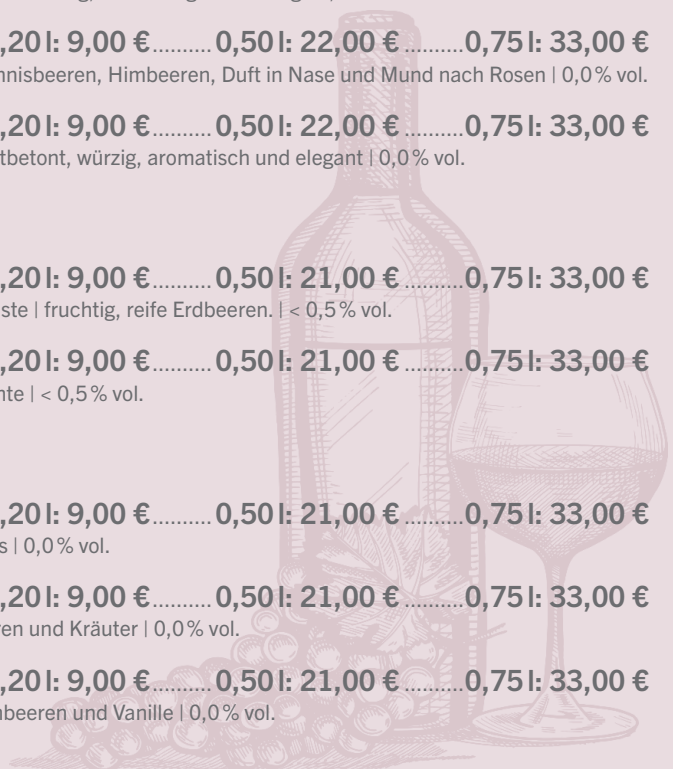 ,20 l: 9,00 €.......... 0,50 l: 22,00 € ..........0,75 l: 33,00 €
nnisbeeren, Himbeeren, Duft in Nase und Mund nach Rosen | 0,0 % vol.
,20 l: 9,00 €.......... 0,50 l: 22,00 € ..........0,75 l: 33,00 €
tbetont, würzig, aromatisch und elegant | 0,0 % vol.
,20 l: 9,00 €.......... 0,50 l: 21,00 € ..........0,75 l: 33,00 €
ste | fruchtig, reife Erdbeeren. | < 0,5 % vol.
,20 l: 9,00 €.......... 0,50 l: 21,00 € ..........0,75 l: 33,00 €
nte | < 0,5 % vol.
,20 l: 9,00 €.......... 0,50 l: 21,00 € ..........0,75 l: 33,00 €
s | 0,0 % vol.
,20 l: 9,00 €.......... 0,50 l: 21,00 € ..........0,75 l: 33,00 €
ren und Kräuter | 0,0 % vol.
,20 l: 9,00 €.......... 0,50 l: 21,00 € ..........0,75 l: 33,00 €
nbeeren und Vanille | 0,0 % vol.